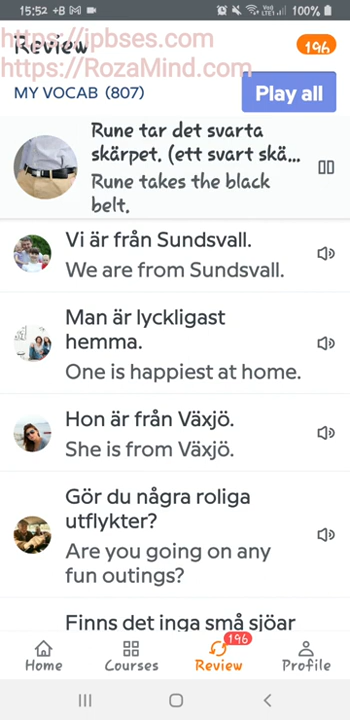 15:52 +B
100%
https://jpbses.com
Review
196
https://RozaMind.com
MY VOCAB (807)
Play all
Rune tar det svarta
skärpet. (ett svart skä...
Rune takes the black
belt.
Vi är från Sundsvall.
We are from Sundsvall.
Man är lyckligast
hemma.
One is happiest at home.
Hon är från Växjö.
She is from Växjö.
Gör du några roliga
utflykter?
Are you going on any
fun outings?
Finns det inga små sjöar
196
Home
Courses
Review
Profile